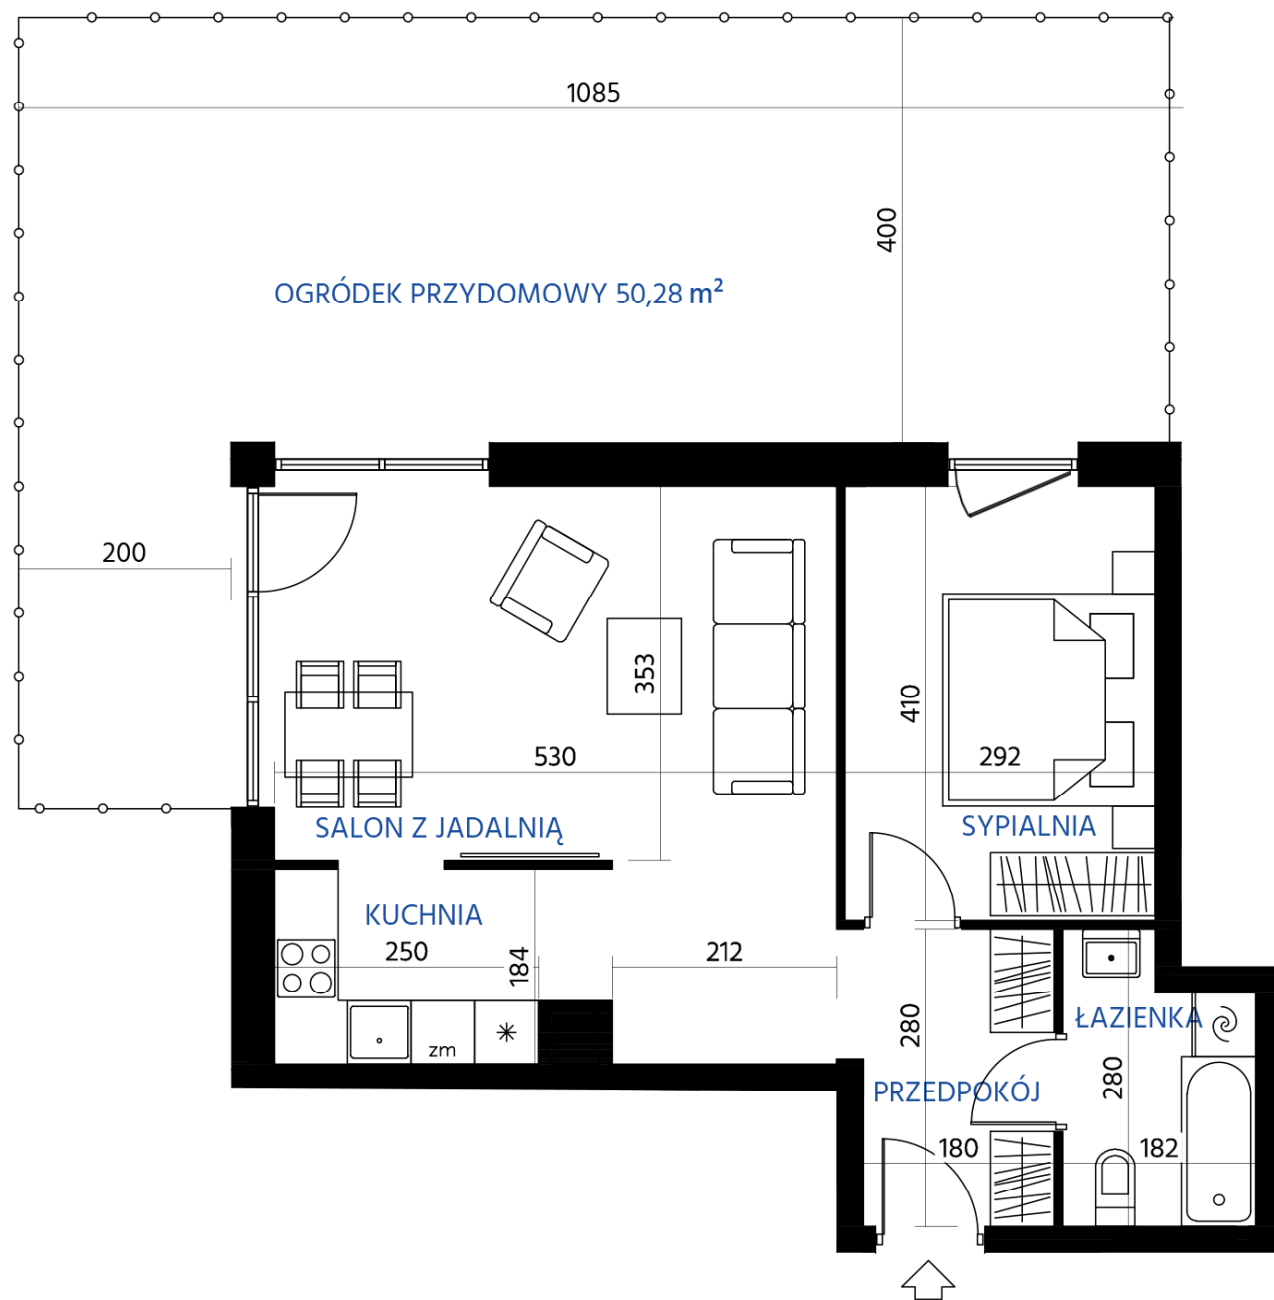 1085
400
OGRÓDEK PRZYDOMOWY 50,28 m²
200
353
410
530
292
SALON Z JADALNIĄ
SYPIALNIA
KUCHNIA
250
184
212
280
ŁAZIENKA
zm
280
PRZEDPOKÓJ
180
182